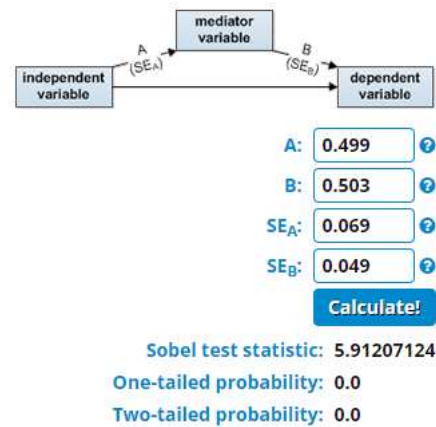 mediator
variable
A
(SEA)
B
(SEB)
independent
variable
dependent
variable
A: 0.499 ?
B: 0.503 ?
SEA: 0.069 ?
SEB: 0.049 ?
Calculate!
Sobel test statistic: 5.91207124
One-tailed probability: 0.0
Two-tailed probability: 0.0